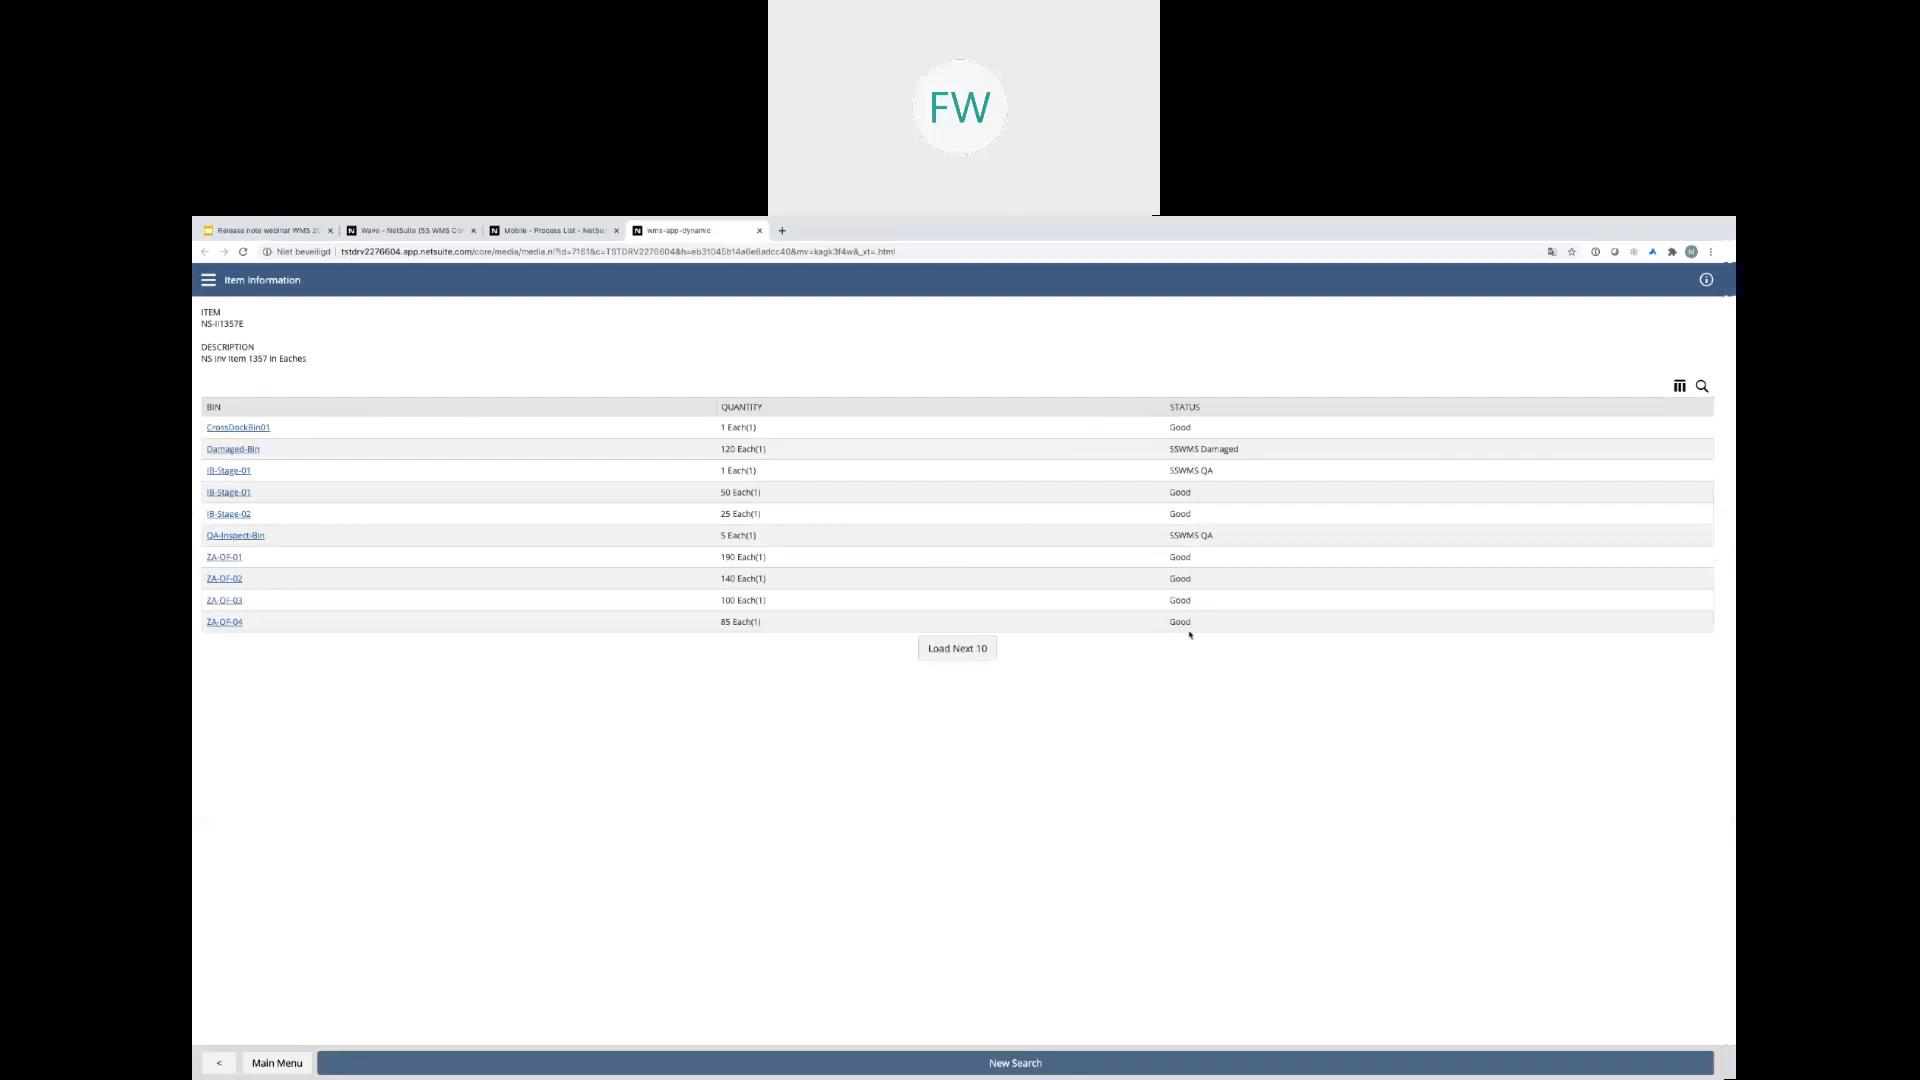 FW
Release note webinar WMS 20
Wave - NetSuite (SS WMS Co
Mobile - Process List - NetSu
wms-app-dynamic
Niet beveiligd
Item Information
ITEM
NS-II1357E
DESCRIPTION
NS Inv Item 1357 In Eaches
BIN QUANTITY STATUS
CrossDockBin01 1 Each(1) Good
Damaged-Bin 120 Each(1) SSWMS Damaged
IB-Stage-01 1 Each(1) SSWMS QA
IB-Stage-01 50 Each(1) Good
IB-Stage-02 25 Each(1) Good
QA-Inspect-Bin 5 Each(1) SSWMS QA
ZA-OF-01 190 Each(1) Good
ZA-OF-02 140 Each(1) Good
ZA-OF-03 100 Each(1) Good
ZA-OF-04 85 Each(1) Good
Load Next 10
< Main Menu New Search